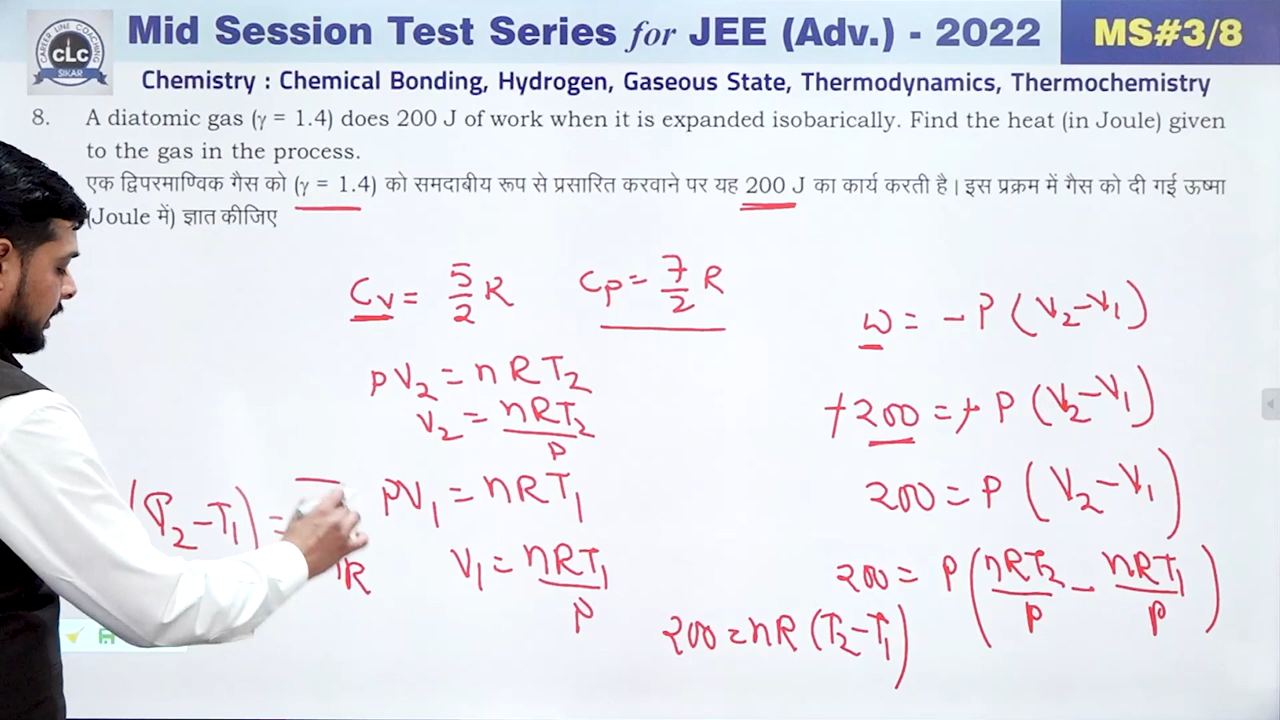 CAREER LINE COACHING
CLC
SIKAR
Mid Session Test Series for JEE (Adv.) - 2022
MS#3/8
Chemistry : Chemical Bonding, Hydrogen, Gaseous State, Thermodynamics, Thermochemistry
8. A diatomic gas (γ = 1.4) does 200 J of work when it is expanded isobarically. Find the heat (in Joule) given
to the gas in the process.
एक द्विपरमाण्विक गैस को (γ = 1.4) को समदाबीय रूप से प्रसारित करवाने पर यह 200 J का कार्य करती है। इस प्रक्रम में गैस को दी गई ऊष्मा
(Joule में) ज्ञात कीजिए
Cv = 5/2 R Cp = 7/2 R
w = -P (V2-V1)
PV2 = nRT2
V2 = nRT2/P
+200 = + P (V2-V1)
PV1 = nRT1
200 = P (V2-V1)
(T2-T1) =
R
V1 = nRT1/P
200 = P (nRT2/P - nRT1/P)
200 = nR (T2-T1)